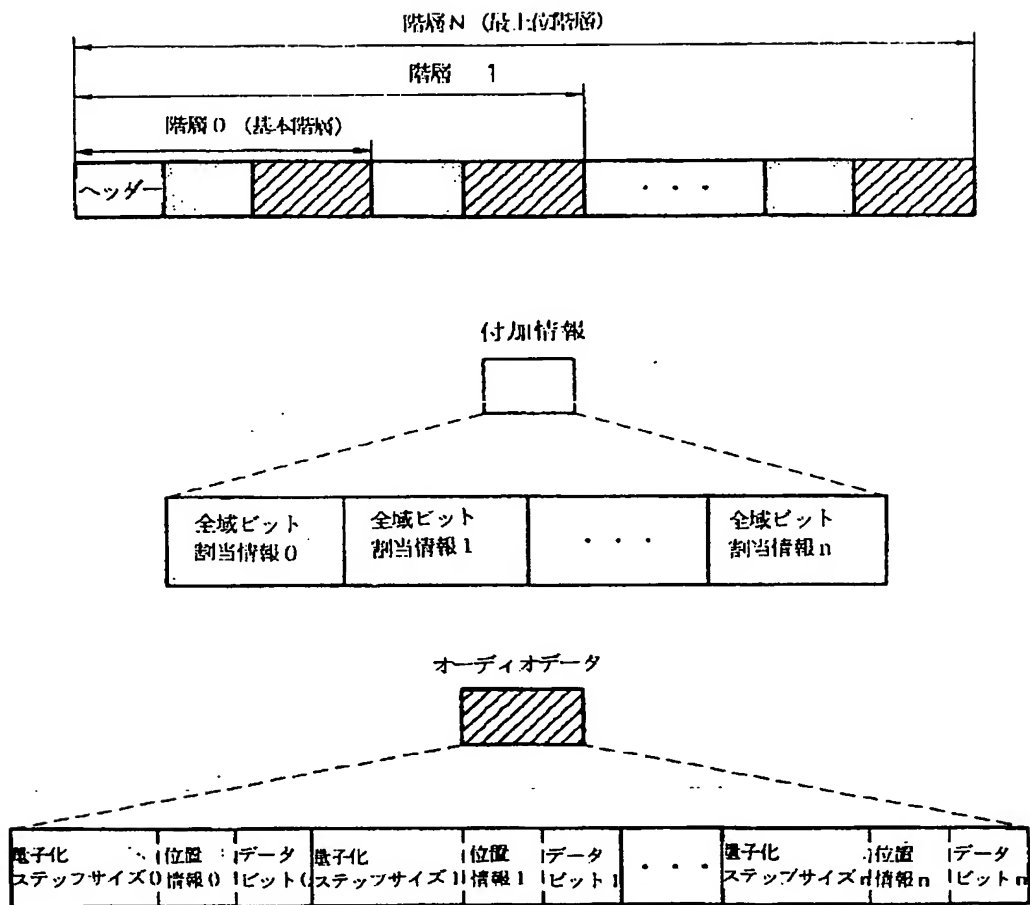 階層N (最上位階層)
階層 1
階層0 (基本階層)
ヘッダー
・・・
付加情報
全域ビット
割当情報0
全域ビット
割当情報1
・・・
全域ビット
割当情報n
オーディオデータ
量子化
ステップサイズ0
位置
情報0
データ
ビット0
量子化
ステップサイズ1
位置
情報1
データ
ビット1
・・・
量子化
ステップサイズn
位置
情報n
データ
ビットn